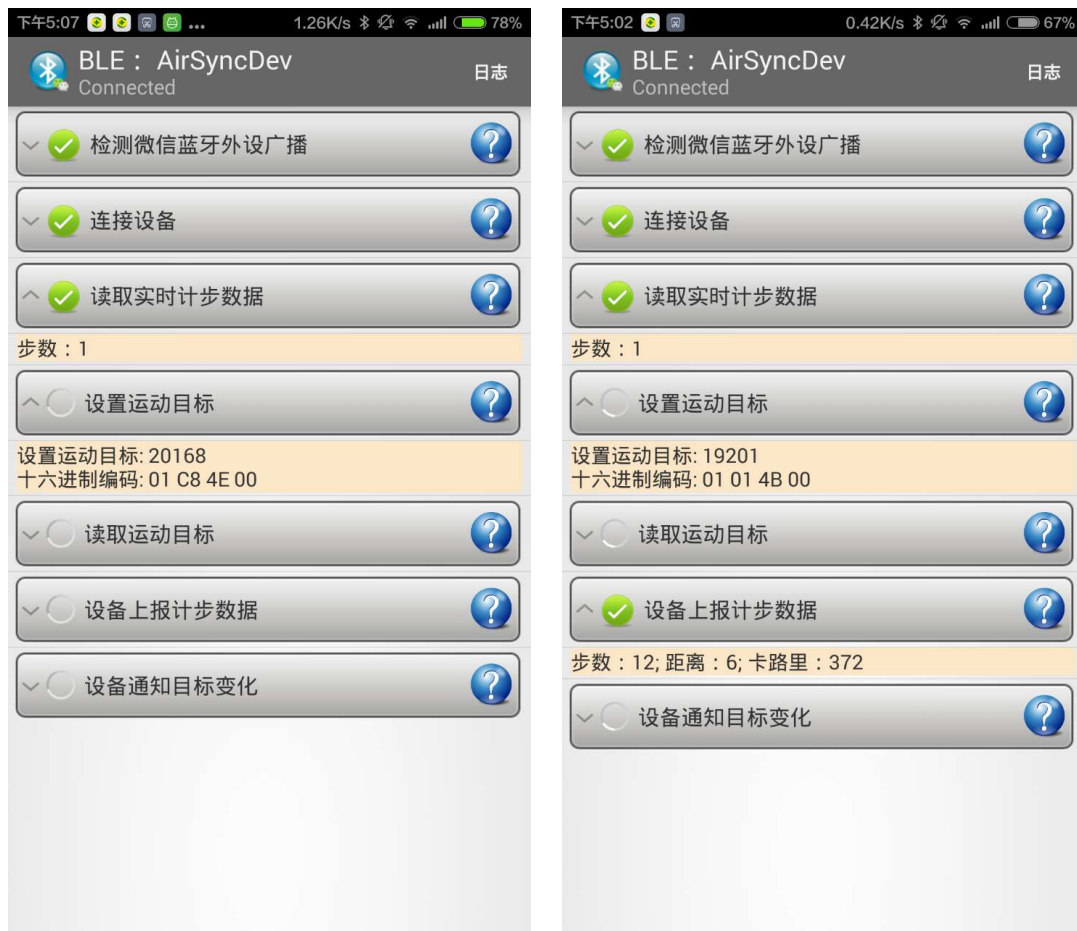 下午5:07 ... 1.26K/s 78%
BLE： AirSyncDev
Connected
日志
检测微信蓝牙外设广播
连接设备
读取实时计步数据
步数：1
设置运动目标
设置运动目标: 20168
十六进制编码: 01 C8 4E 00
读取运动目标
设备上报计步数据
设备通知目标变化
下午5:02 0.42K/s 67%
BLE： AirSyncDev
Connected
日志
检测微信蓝牙外设广播
连接设备
读取实时计步数据
步数：1
设置运动目标
设置运动目标: 19201
十六进制编码: 01 01 4B 00
读取运动目标
设备上报计步数据
步数：12; 距离：6; 卡路里：372
设备通知目标变化